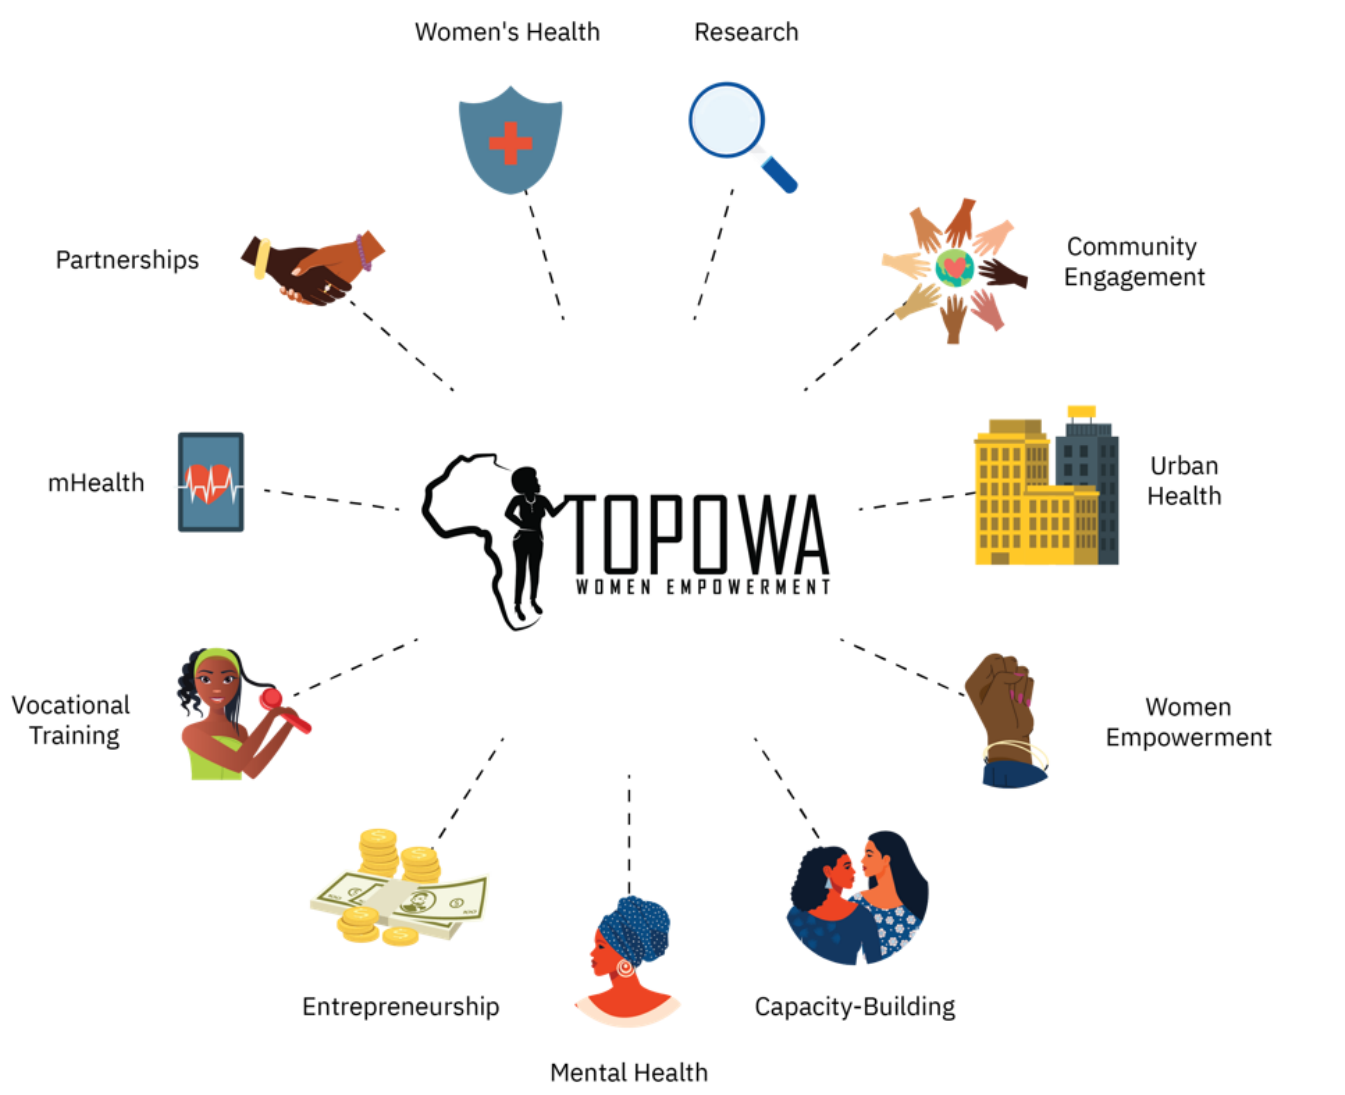 Women's Health
Research
Partnerships
Community
Engagement
mHealth
Urban
Health
TOPOWA
WOMEN EMPOWERMENT
Vocational
Training
Women
Empowerment
Entrepreneurship
Capacity-Building
Mental Health